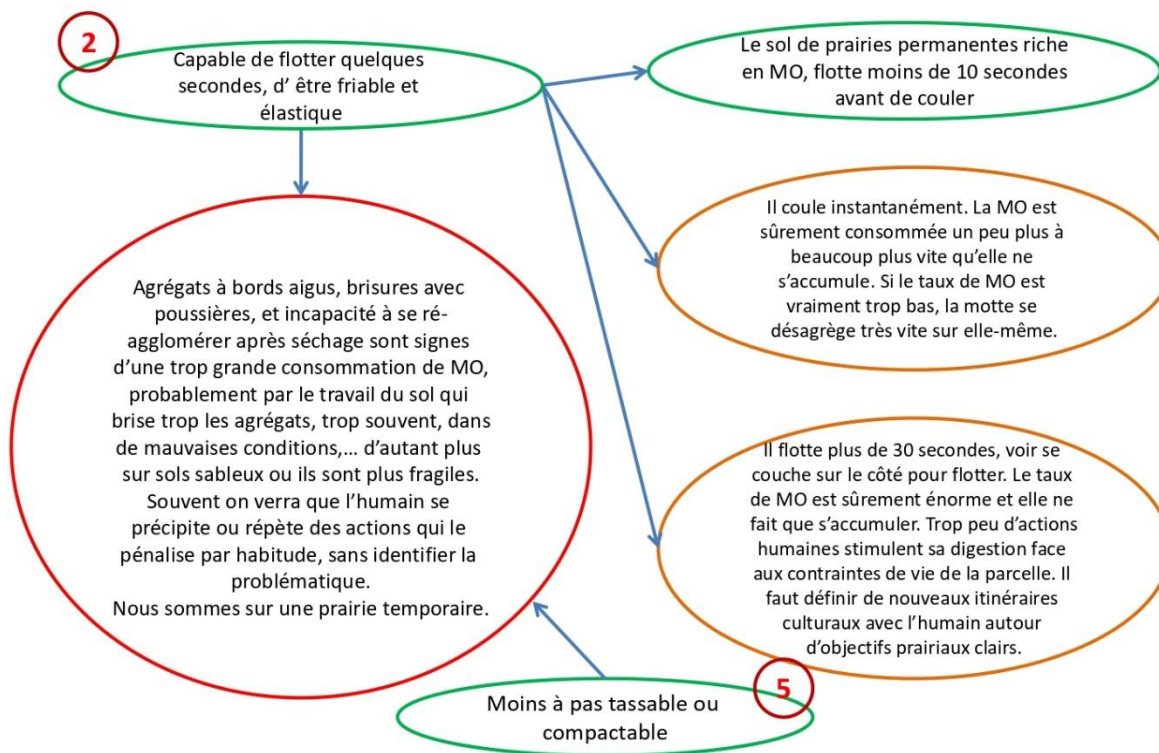 2
Capable de flotter quelques
secondes, d’ être friable et
élastique
Le sol de prairies permanentes riche
en MO, flotte moins de 10 secondes
avant de couler
Il coule instantanément. La MO est
sûrement consommée un peu plus à
beaucoup plus vite qu’elle ne
s’accumule. Si le taux de MO est
vraiment trop bas, la motte se
désagrège très vite sur elle-même.
Agrégats à bords aigus, brisures avec
poussières, et incapacité à se ré-
agglomérer après séchage sont signes
d’une trop grande consommation de MO,
probablement par le travail du sol qui
brise trop les agrégats, trop souvent, dans
de mauvaises conditions,… d’autant plus
sur sols sableux ou ils sont plus fragiles.
Souvent on verra que l’humain se
précipite ou répète des actions qui le
pénalise par habitude, sans identifier la
problématique.
Nous sommes sur une prairie temporaire.
Il flotte plus de 30 secondes, voir se
couche sur le côté pour flotter. Le taux
de MO est sûrement énorme et elle ne
fait que s’accumuler. Trop peu d’actions
humaines stimulent sa digestion face
aux contraintes de vie de la parcelle. Il
faut définir de nouveaux itinéraires
culturaux avec l’humain autour
d’objectifs prairiaux clairs.
5
Moins à pas tassable ou
compactable